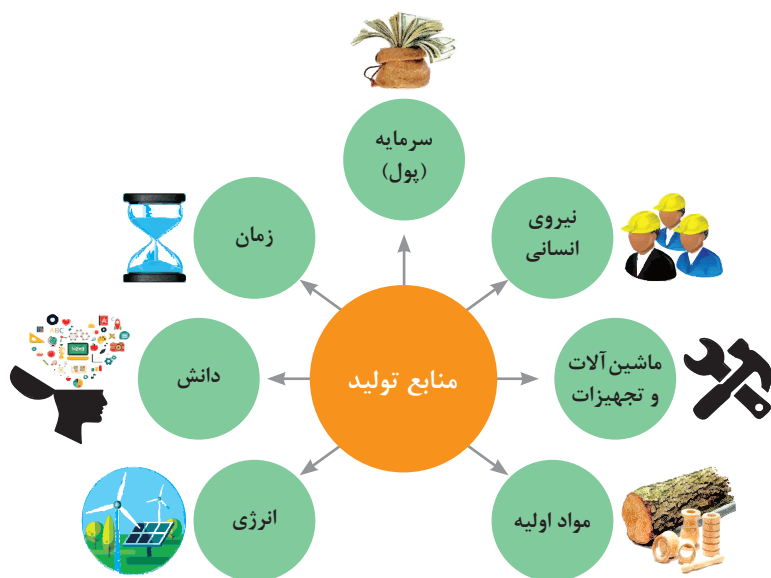 سرمایه
(پول)
نیروی
انسانی
ماشین‌آلات
و تجهیزات
مواد اولیه
انرژی
دانش
زمان
منابع تولید